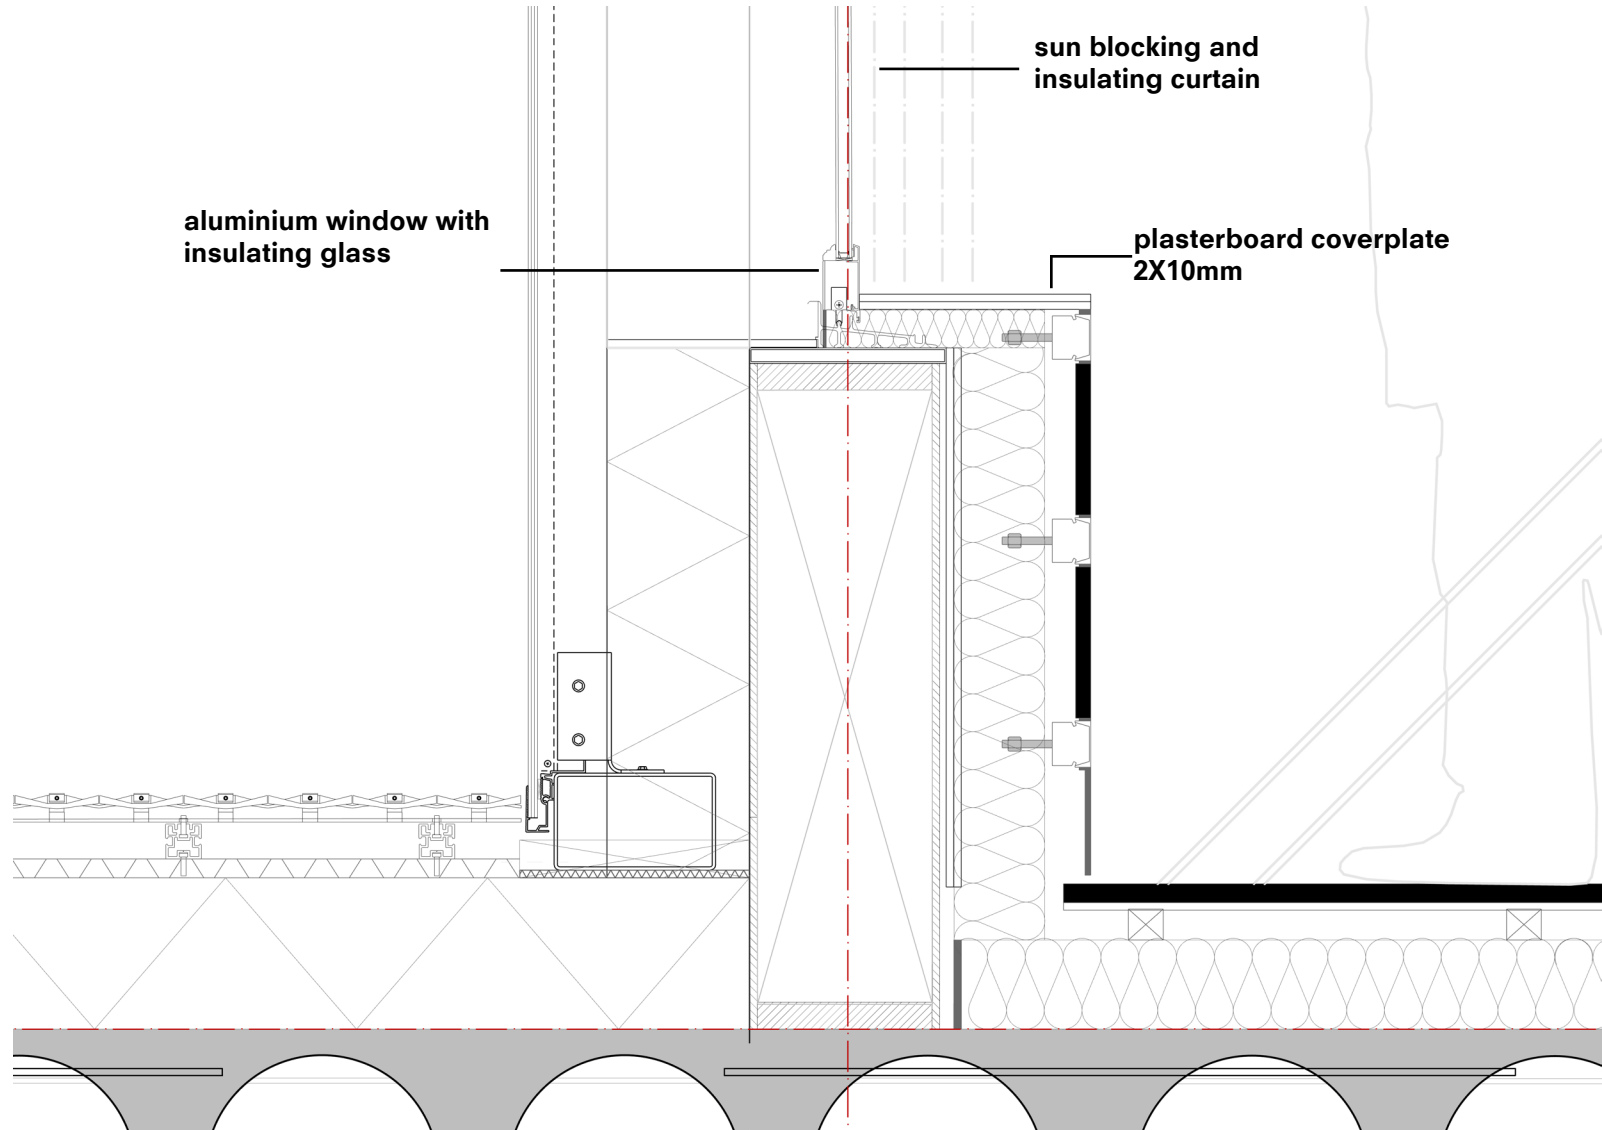 sun blocking and
insulating curtain
aluminium window with
insulating glass
plasterboard coverplate
2X10mm